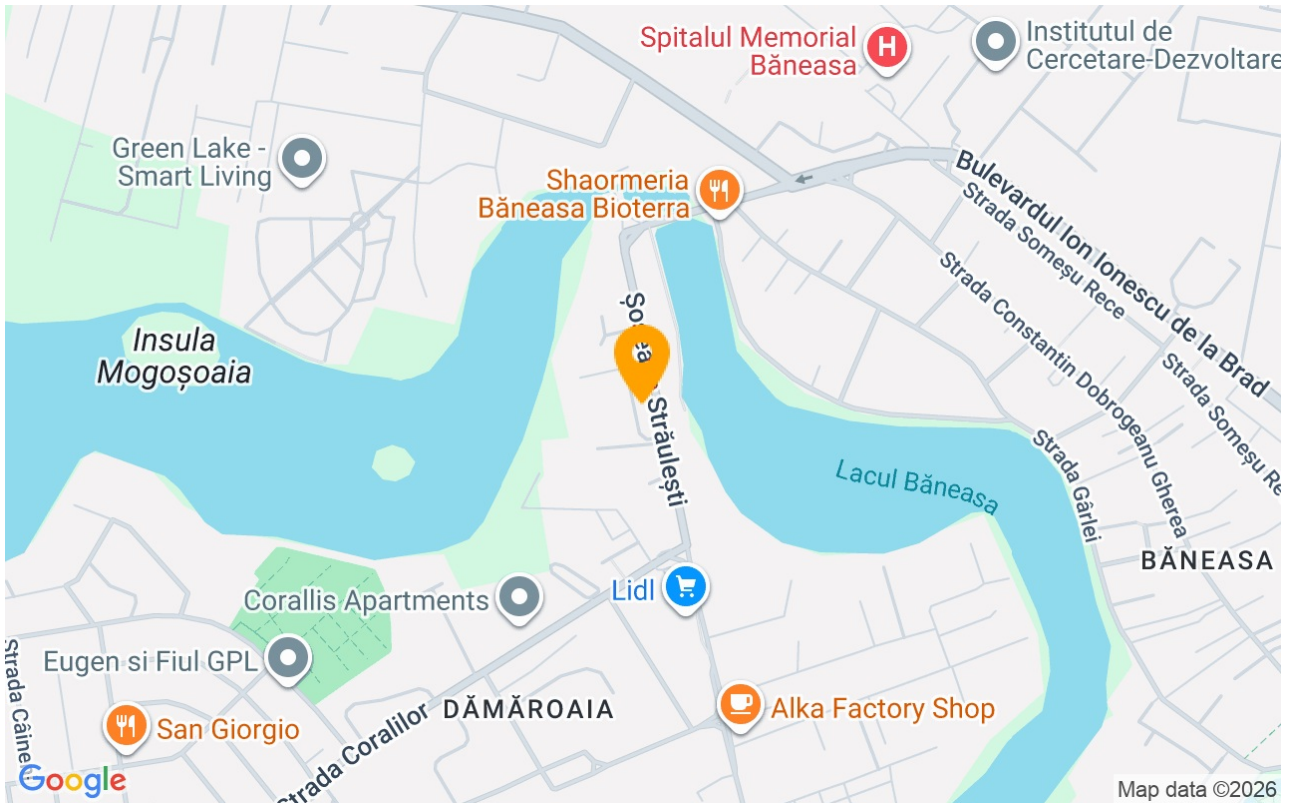 Spitalul Memorial
Băneasa
H
Institutul de
Cercetare-Dezvoltare
Green Lake -
Smart Living
Shaormeria
Băneasa Bioterra
Bulevardul Ion Ionescu de la Brad
Strada Someșu Rece
Strada Constantin Dobrogeanu Gherea
Strada Someșu Re
Insula
Mogoșoaia
Străulești
Strada Gârlei
Lacul Băneasa
BĂNEASA
Lidl
Corallis Apartments
Eugen si Fiul GPL
DĂMĂROAIA
Alka Factory Shop
San Giorgio
Strada Coralilor
Strada Câine
Google
Map data ©2026